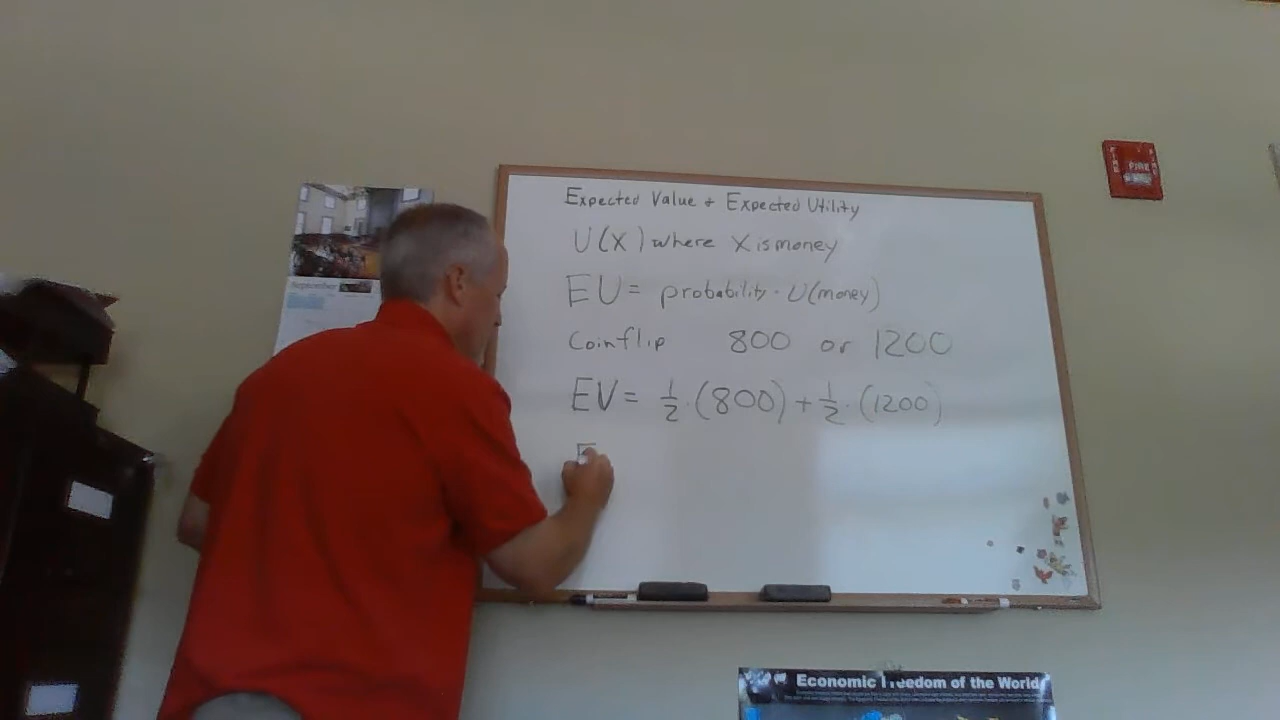 Expected Value + Expected Utility
U(X) where X is money
EU = probability · U(money)
Coinflip 800 or 1200
EV = 1/2 · (800) + 1/2 · (1200)
E
September
FIRE
Economic Freedom of the World